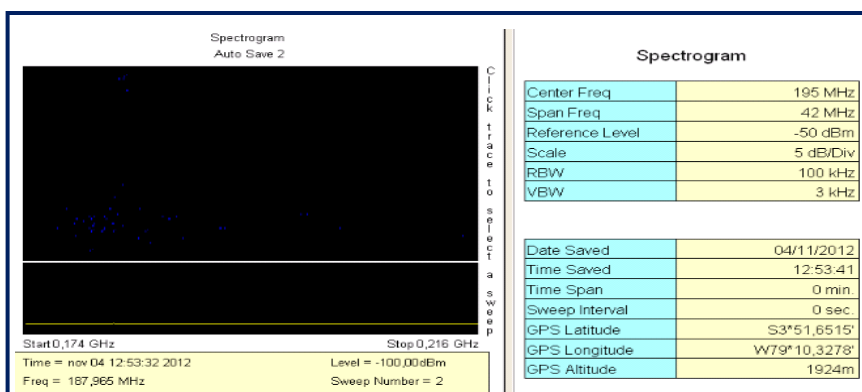 Spectrogram
Auto Save 2
Click trace to select a sweep
Start0,174 GHz Stop0,216 GHz
Time = nov 04 12:53:32 2012 Level = -100,00dBm
Freq = 187,965 MHz Sweep Number = 2
Spectrogram
Center Freq 195 MHz
Span Freq 42 MHz
Reference Level -50 dBm
Scale 5 dB/Div
RBW 100 kHz
VBW 3 kHz
Date Saved 04/11/2012
Time Saved 12:53:41
Time Span 0 min.
Sweep Interval 0 sec.
GPS Latitude S3*51,6515'
GPS Longitude W79*10,3278'
GPS Altitude 1924m